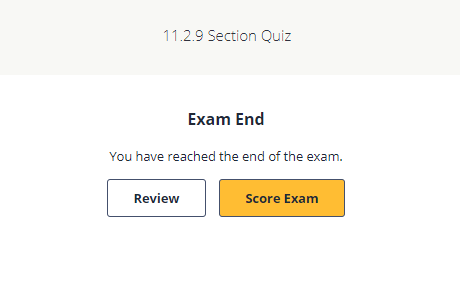 11.2.9 Section Quiz
Exam End
You have reached the end of the exam.
Review
Score Exam